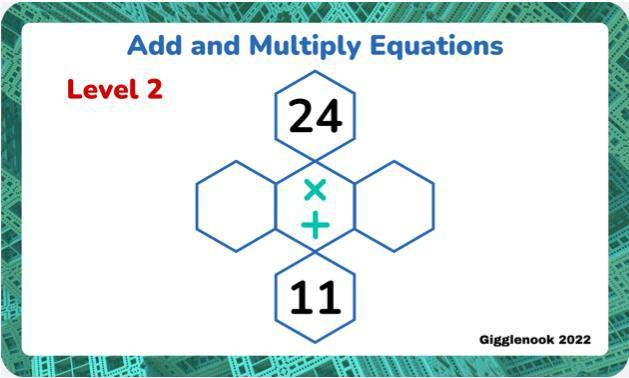 Add and Multiply Equations
Level 2
24
×
+
11
Gigglenook 2022